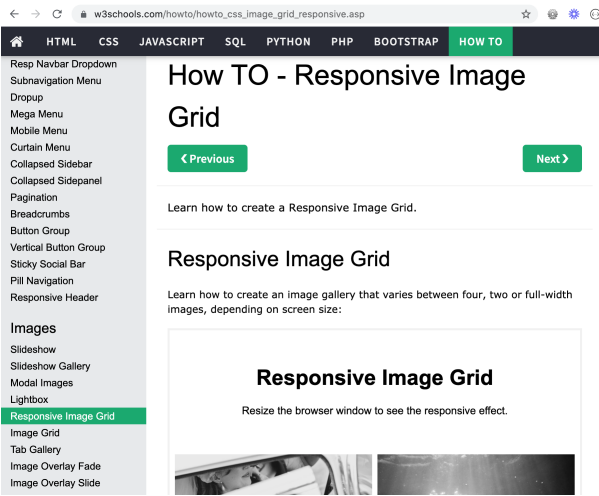 w3schools.com/howto/howto_css_image_grid_responsive.asp
HTML CSS JAVASCRIPT SQL PYTHON PHP BOOTSTRAP HOW TO
Resp Navbar Dropdown
Subnavigation Menu
Dropup
Mega Menu
Mobile Menu
Curtain Menu
Collapsed Sidebar
Collapsed Sidepanel
Pagination
Breadcrumbs
Button Group
Vertical Button Group
Sticky Social Bar
Pill Navigation
Responsive Header
Images
Slideshow
Slideshow Gallery
Modal Images
Lightbox
Responsive Image Grid
Image Grid
Tab Gallery
Image Overlay Fade
Image Overlay Slide
How TO - Responsive Image
Grid
❮ Previous
Next ❯
Learn how to create a Responsive Image Grid.
Responsive Image Grid
Learn how to create an image gallery that varies between four, two or full-width
images, depending on screen size:
Responsive Image Grid
Resize the browser window to see the responsive effect.